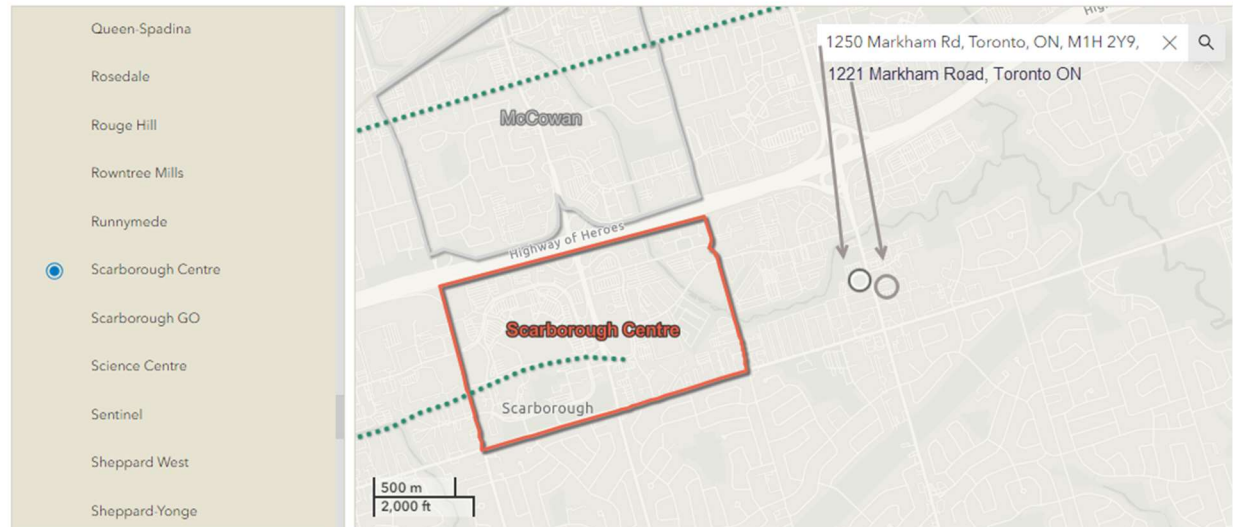 Queen-Spadina
Rosedale
Rouge Hill
Rowntree Mills
Runnymede
Scarborough Centre
Scarborough GO
Science Centre
Sentinel
Sheppard West
Sheppard-Yonge
1250 Markham Rd, Toronto, ON, M1H 2Y9,
1221 Markham Road, Toronto ON
McCowan
Highway of Heroes
Scarborough Centre
Scarborough
500 m
2,000 ft